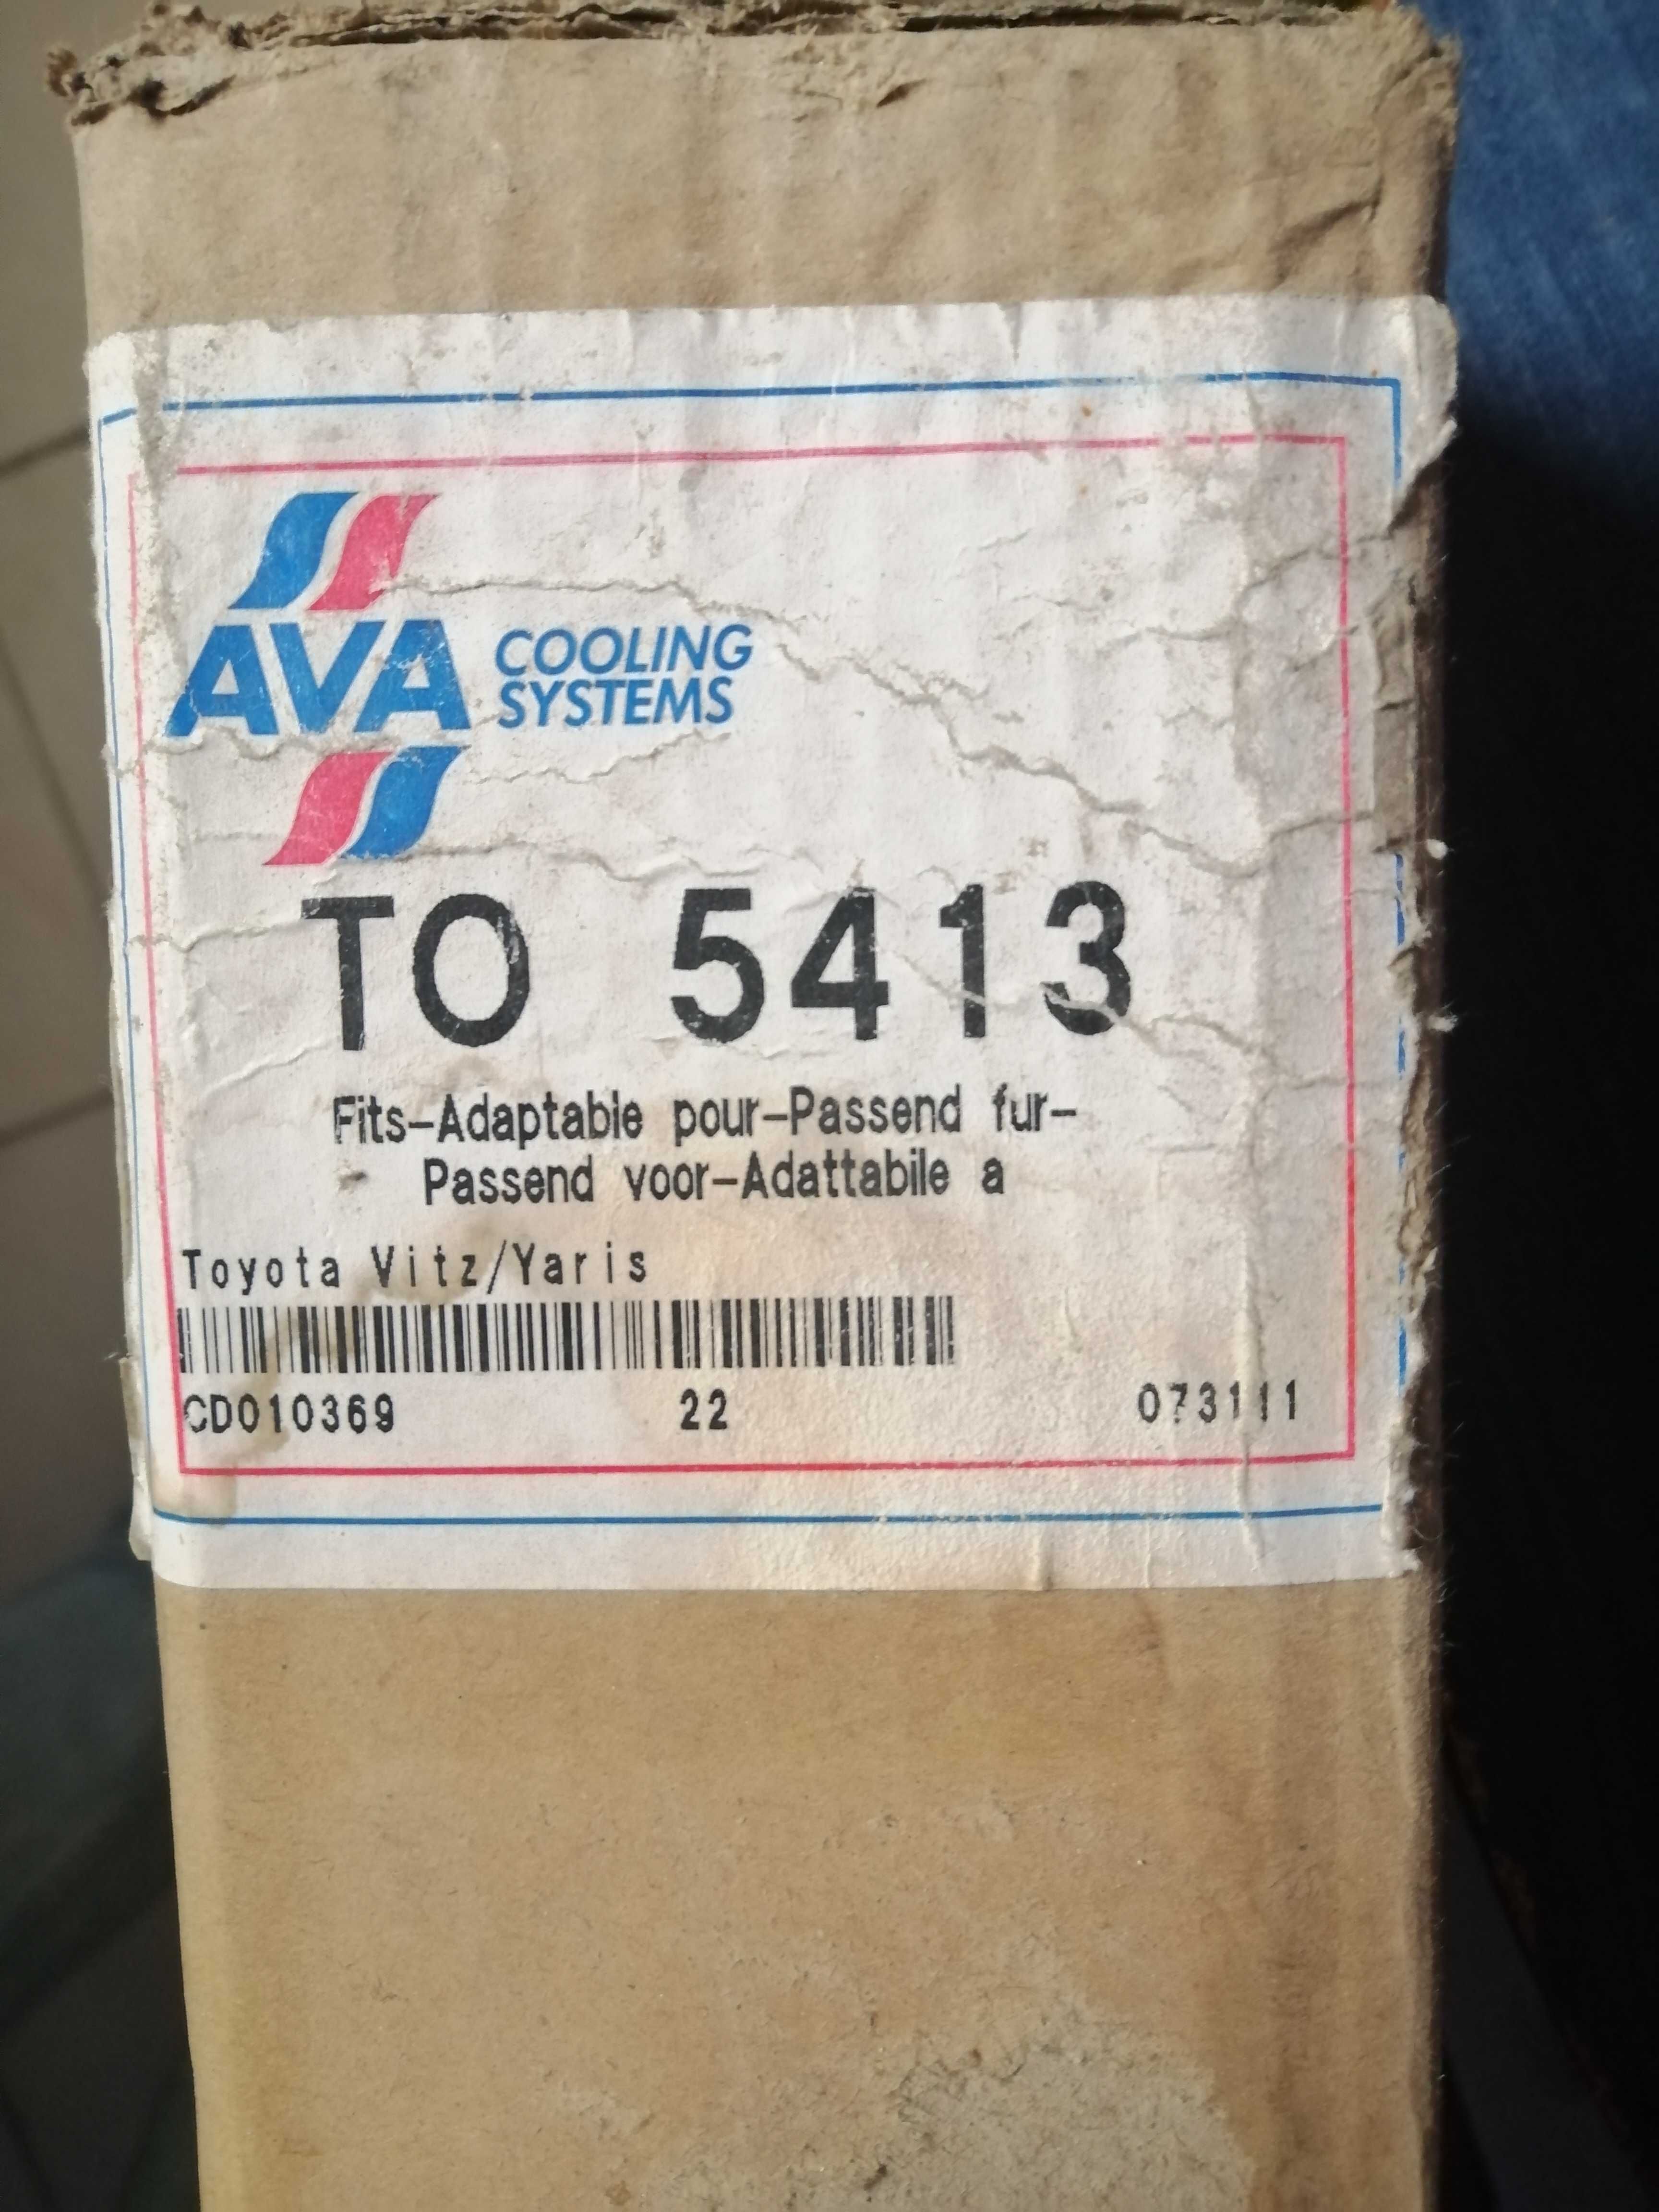 AVA COOLING
SYSTEMS
TO 5413
Fits-Adaptable pour-Passend fur-
Passend voor-Adattabile a
Toyota Vitz/Yaris
CD010369 22 073111